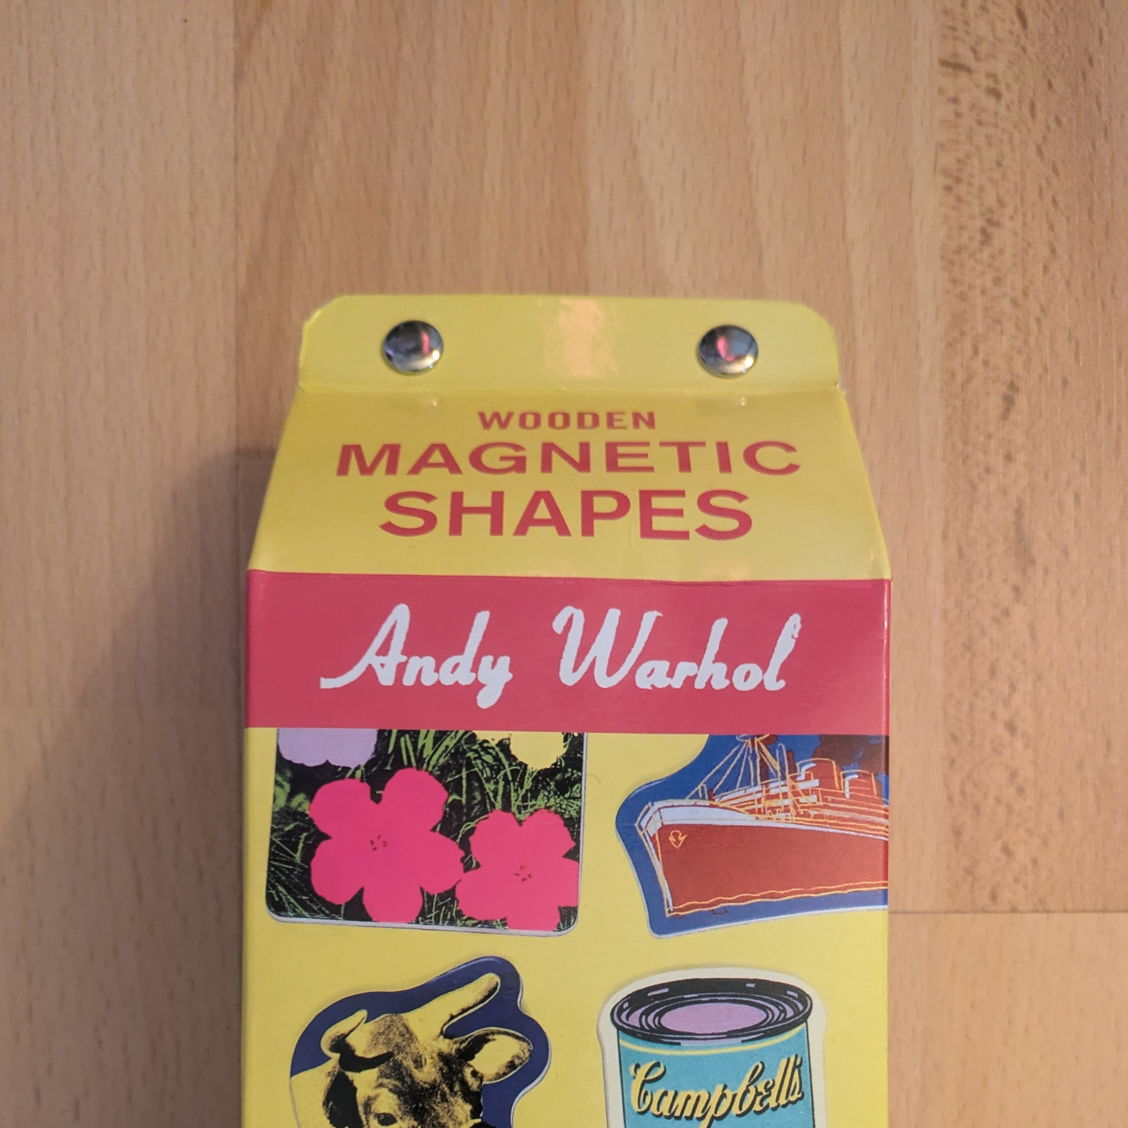 WOODEN
MAGNETIC
SHAPES
Andy Warhol
Campbell's